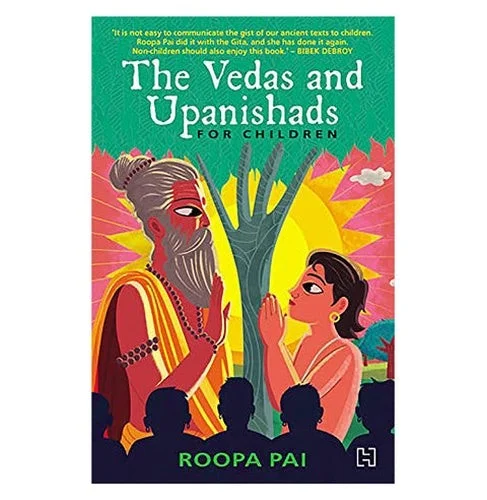 'It is not easy to communicate the gist of our ancient texts to children.
Roopa Pai did it with the Gita, and she has done it again.
Non-children should also enjoy this book.' – BIBEK DEBROY
The Vedas and
Upanishads
FOR CHILDREN
ROOPA PAI
H